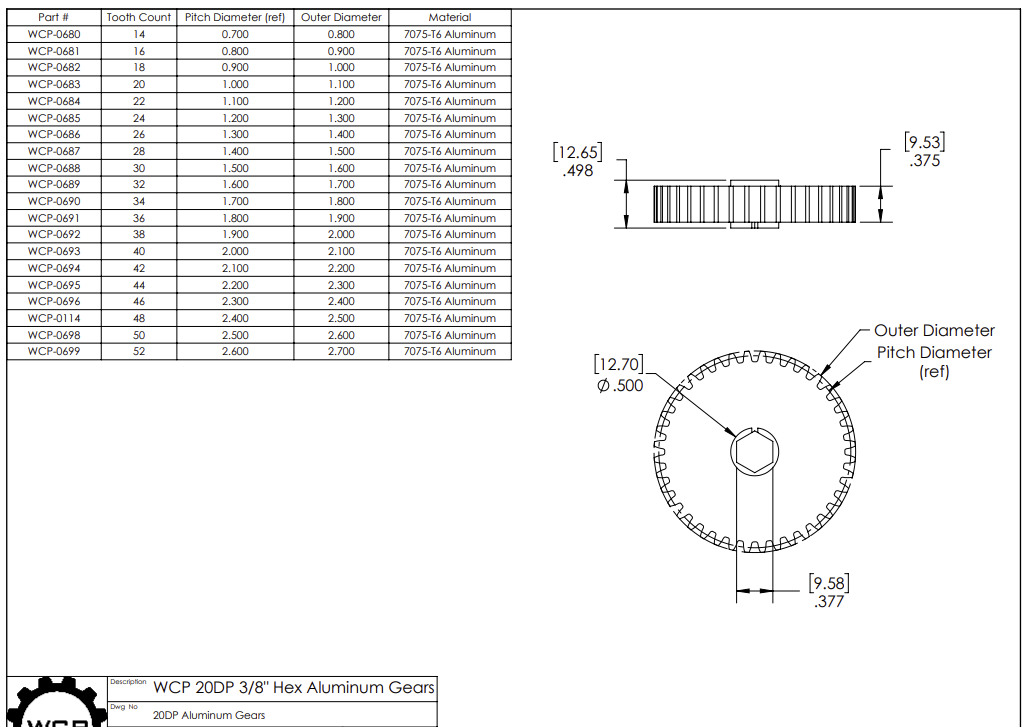 Part # Tooth Count Pitch Diameter (ref) Outer Diameter Material
WCP-0680 14 0.700 0.800 7075-T6 Aluminum
WCP-0681 16 0.800 0.900 7075-T6 Aluminum
WCP-0682 18 0.900 1.000 7075-T6 Aluminum
WCP-0683 20 1.000 1.100 7075-T6 Aluminum
WCP-0684 22 1.100 1.200 7075-T6 Aluminum
WCP-0685 24 1.200 1.300 7075-T6 Aluminum
WCP-0686 26 1.300 1.400 7075-T6 Aluminum
WCP-0687 28 1.400 1.500 7075-T6 Aluminum
WCP-0688 30 1.500 1.600 7075-T6 Aluminum
WCP-0689 32 1.600 1.700 7075-T6 Aluminum
WCP-0690 34 1.700 1.800 7075-T6 Aluminum
WCP-0691 36 1.800 1.900 7075-T6 Aluminum
WCP-0692 38 1.900 2.000 7075-T6 Aluminum
WCP-0693 40 2.000 2.100 7075-T6 Aluminum
WCP-0694 42 2.100 2.200 7075-T6 Aluminum
WCP-0695 44 2.200 2.300 7075-T6 Aluminum
WCP-0696 46 2.300 2.400 7075-T6 Aluminum
WCP-0114 48 2.400 2.500 7075-T6 Aluminum
WCP-0698 50 2.500 2.600 7075-T6 Aluminum
WCP-0699 52 2.600 2.700 7075-T6 Aluminum
[12.65]
.498
[9.53]
.375
Outer Diameter
Pitch Diameter
(ref)
[12.70]
Ø.500
[9.58]
.377
WCP
Description WCP 20DP 3/8" Hex Aluminum Gears
Dwg No 20DP Aluminum Gears